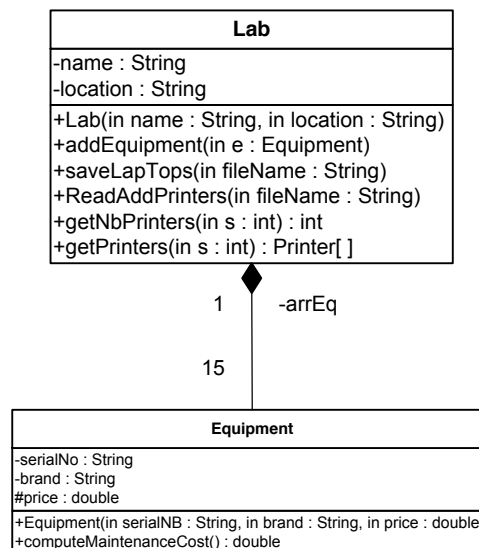 Lab
-name : String
-location : String
+Lab(in name : String, in location : String)
+addEquipment(in e : Equipment)
+saveLapTops(in fileName : String)
+ReadAddPrinters(in fileName : String)
+getNbPrinters(in s : int) : int
+getPrinters(in s : int) : Printer[ ]
1 -arrEq
15
Equipment
-serialNo : String
-brand : String
#price : double
+Equipment(in serialNB : String, in brand : String, in price : double
+computeMaintenanceCost() : double